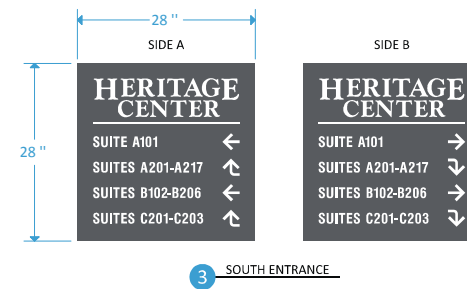 28 "
SIDE A
28 "
HERITAGE
CENTER
SUITE A101 ←
SUITES A201-A217
SUITES B102-B206 ←
SUITES C201-C203
SIDE B
HERITAGE
CENTER
SUITE A101 →
SUITES A201-A217
SUITES B102-B206 →
SUITES C201-C203
3 SOUTH ENTRANCE